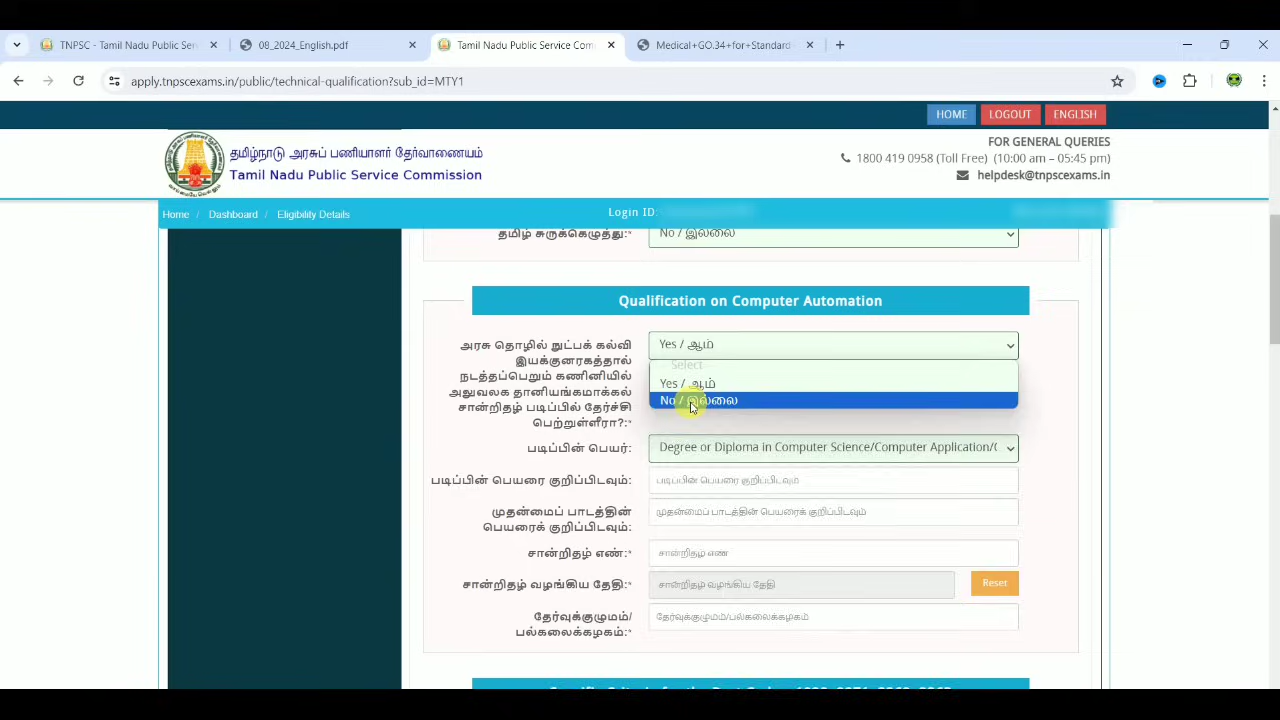 TNPSC - Tamil Nadu Public Ser
08_2024_English.pdf
Tamil Nadu Public Service Com
Medical+GO.34+for+Standard
apply.tnpscexams.in/public/technical-qualification?sub_id=MTY1
HOME
LOGOUT
ENGLISH
தமிழ்நாடு அரசுப் பணியாளர் தேர்வாணையம்
Tamil Nadu Public Service Commission
FOR GENERAL QUERIES
1800 419 0958 (Toll Free) (10:00 am – 05:45 pm)
helpdesk@tnpscexams.in
Home / Dashboard / Eligibility Details
Login ID:
தமிழ் சுருக்கெழுத்து:*
No / இல்லை
Qualification on Computer Automation
அரசு தொழில் நுட்பக் கல்வி
இயக்குனரகத்தால்
நடத்தப்பெறும் கணினியில்
அலுவலக தானியங்கமாக்கல்
சான்றிதழ் படிப்பில் தேர்ச்சி
பெற்றுள்ளீரா?:*
Yes / ஆம்
Select
Yes / ஆம்
No / இல்லை
படிப்பின் பெயர்:
Degree or Diploma in Computer Science/Computer Application/(
படிப்பின் பெயரை குறிப்பிடவும்:
படிப்பின் பெயரை குறிப்பிடவும்
முதன்மைப் பாடத்தின்
பெயரைக் குறிப்பிடவும்:
முதன்மைப் பாடத்தின் பெயரைக் குறிப்பிடவும்
சான்றிதழ் எண்:*
சான்றிதழ் எண்
சான்றிதழ் வழங்கிய தேதி:*
சான்றிதழ் வழங்கிய தேதி
Reset
தேர்வுக்குழுமம்/
பல்கலைக்கழகம்:*
தேர்வுக்குழுமம்/பல்கலைக்கழகம்